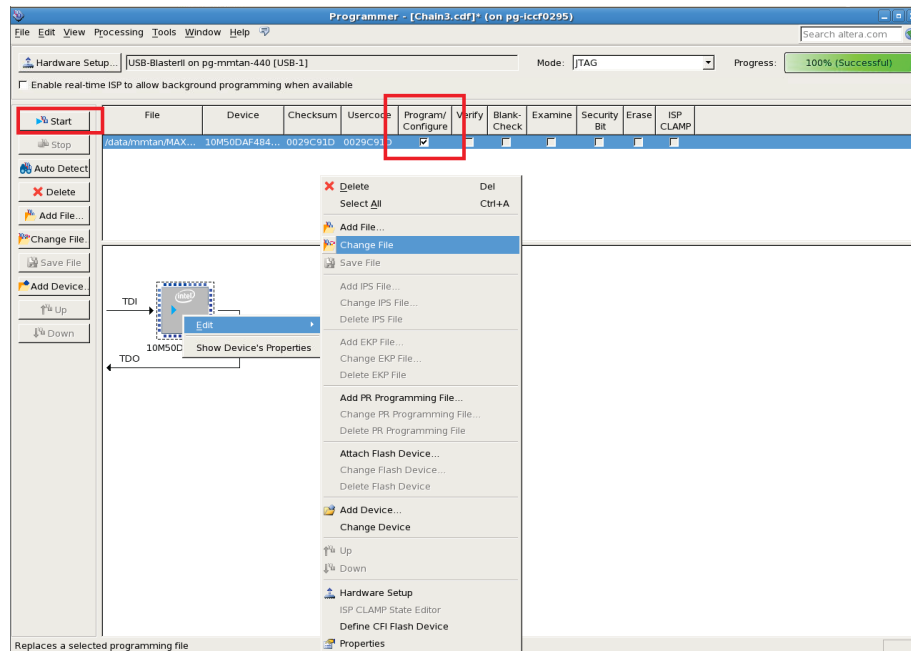 Programmer - [Chain3.cdf]* (on pg-iccf0295)
File Edit View Processing Tools Window Help
Search altera.com
Hardware Setup... USB-BlasterII on pg-mmtan-440 [USB-1] Mode: JTAG Progress: 100% (Successful)
Enable real-time ISP to allow background programming when available
Start
Stop
Auto Detect
Delete
Add File...
Change File.
Save File
Add Device.
Up
Down
File Device Checksum Usercode Program/ Verify Blank- Examine Security Erase ISP
Configure Check Bit CLAMP
/data/mmtan/MAX... 10M50DAF484... 0029C91D 0029C91D
TDI
intel
10M50D
TDO
Edit
Show Device's Properties
Delete Del
Select All Ctrl+A
Add File...
Change File
Save File
Add IPS File...
Change IPS File...
Delete IPS File
Add EKP File...
Change EKP File...
Delete EKP File
Add PR Programming File...
Change PR Programming File...
Delete PR Programming File
Attach Flash Device...
Change Flash Device...
Delete Flash Device
Add Device...
Change Device
Up
Down
Hardware Setup
ISP CLAMP State Editor
Define CFI Flash Device
Properties
Replaces a selected programming file